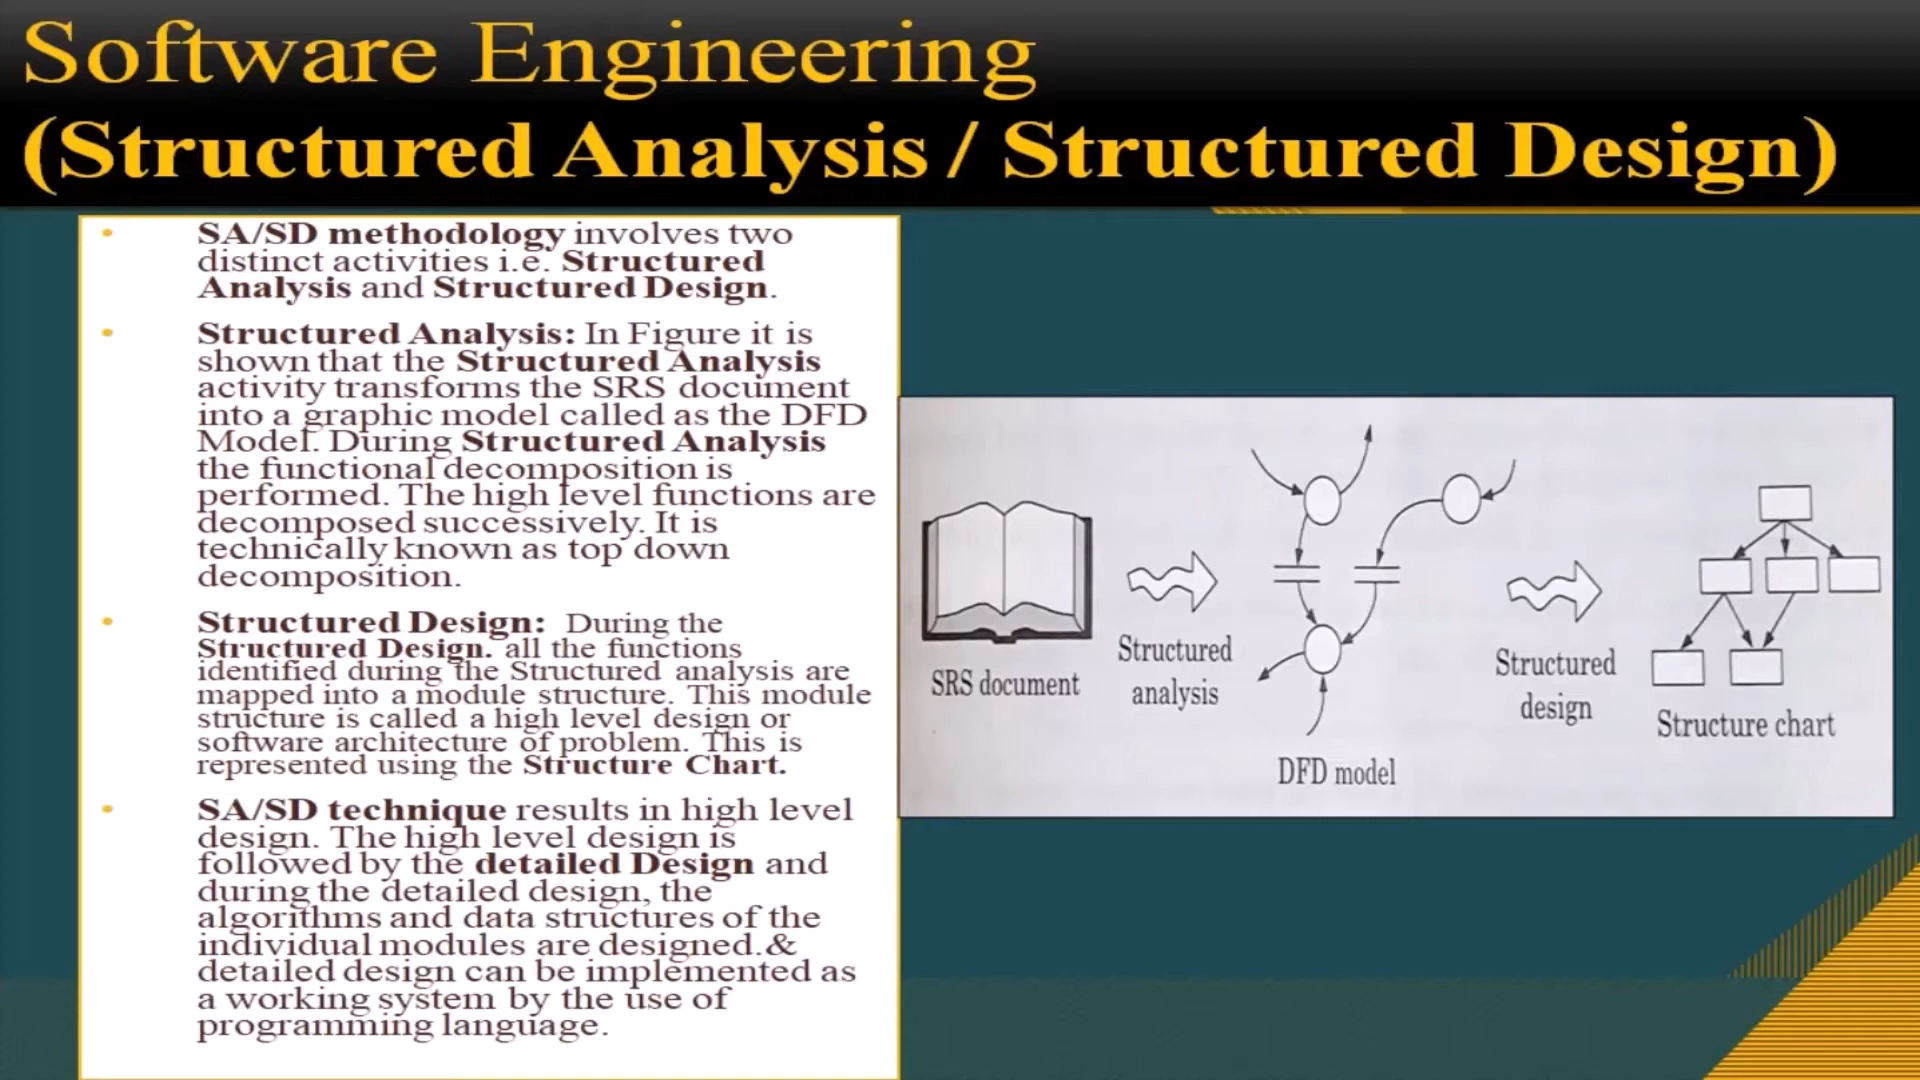 Software Engineering
(Structured Analysis / Structured Design)
• SA/SD methodology involves two
distinct activities i.e. Structured
Analysis and Structured Design.
• Structured Analysis: In Figure it is
shown that the Structured Analysis
activity transforms the SRS document
into a graphic model called as the DFD
Model. During Structured Analysis
the functional decomposition is
performed. The high level functions are
decomposed successively. It is
technically known as top down
decomposition.
• Structured Design: During the
Structured Design. all the functions
identified during the Structured analysis are
mapped into a module structure. This module
structure is called a high level design or
software architecture of problem. This is
represented using the Structure Chart.
• SA/SD technique results in high level
design. The high level design is
followed by the detailed Design and
during the detailed design, the
algorithms and data structures of the
individual modules are designed.&
detailed design can be implemented as
a working system by the use of
programming language.
SRS document
Structured
analysis
DFD model
Structured
design
Structure chart